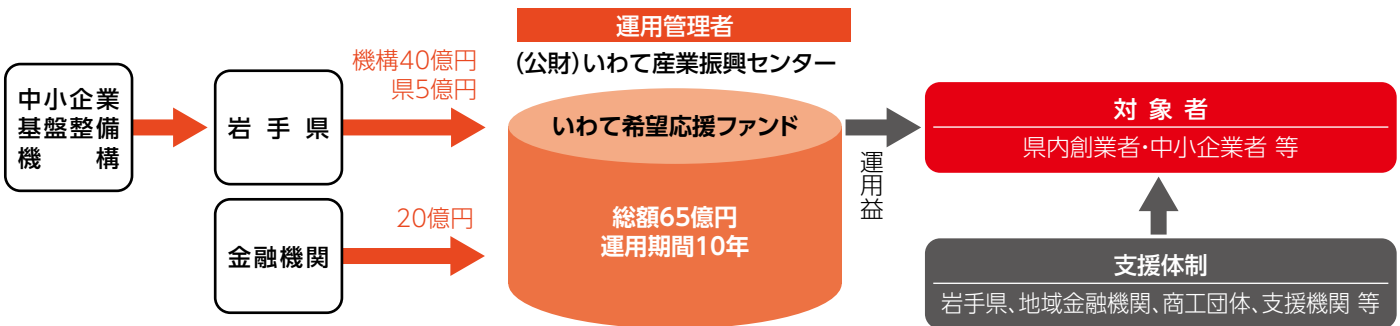 中小企業
基盤整備
機構
岩手県
機構40億円
県5億円
金融機関
20億円
運用管理者
(公財)いわて産業振興センター
いわて希望応援ファンド
総額65億円
運用期間10年
運用益
対象者
県内創業者・中小企業者 等
支援体制
岩手県、地域金融機関、商工団体、支援機関 等